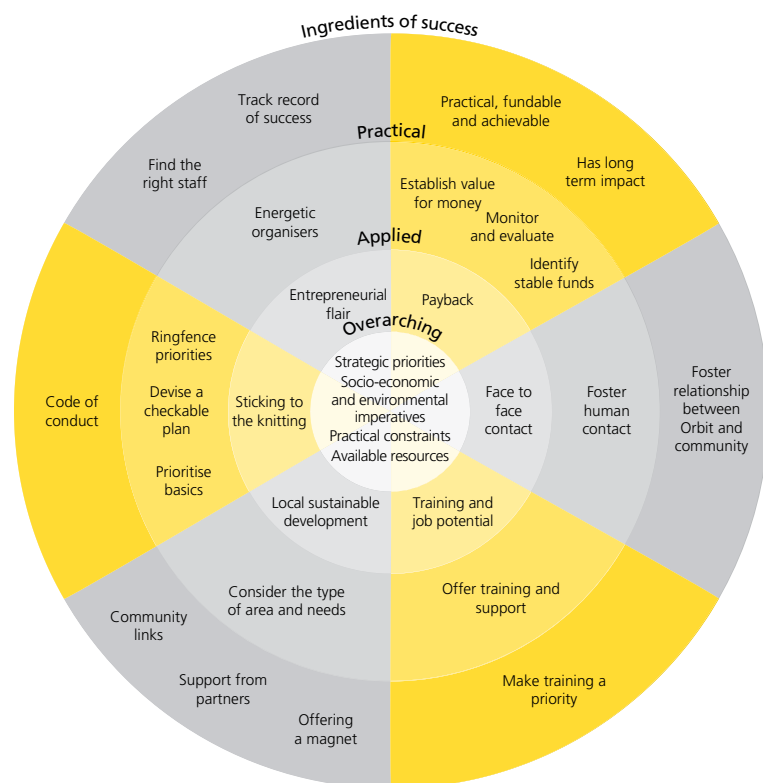 Ingredients of success
Track record
of success
Practical, fundable
and achievable
Practical
Find the
right staff
Has long
term impact
Establish value
for money
Energetic
organisers
Monitor
and evaluate
Applied
Identify
stable funds
Entrepreneurial
flair
Payback
Overarching
Ringfence
priorities
Strategic priorities
Socio-economic
and environmental
imperatives
Practical constraints
Available resources
Code of
conduct
Devise a
checkable
plan
Sticking to
the knitting
Face to
face
contact
Foster
human
contact
Foster
relationship
between
Orbit and
community
Prioritise
basics
Local sustainable
development
Training and
job potential
Consider the type
of area and needs
Offer training and
support
Community
links
Support from
partners
Make training a
priority
Offering
a magnet